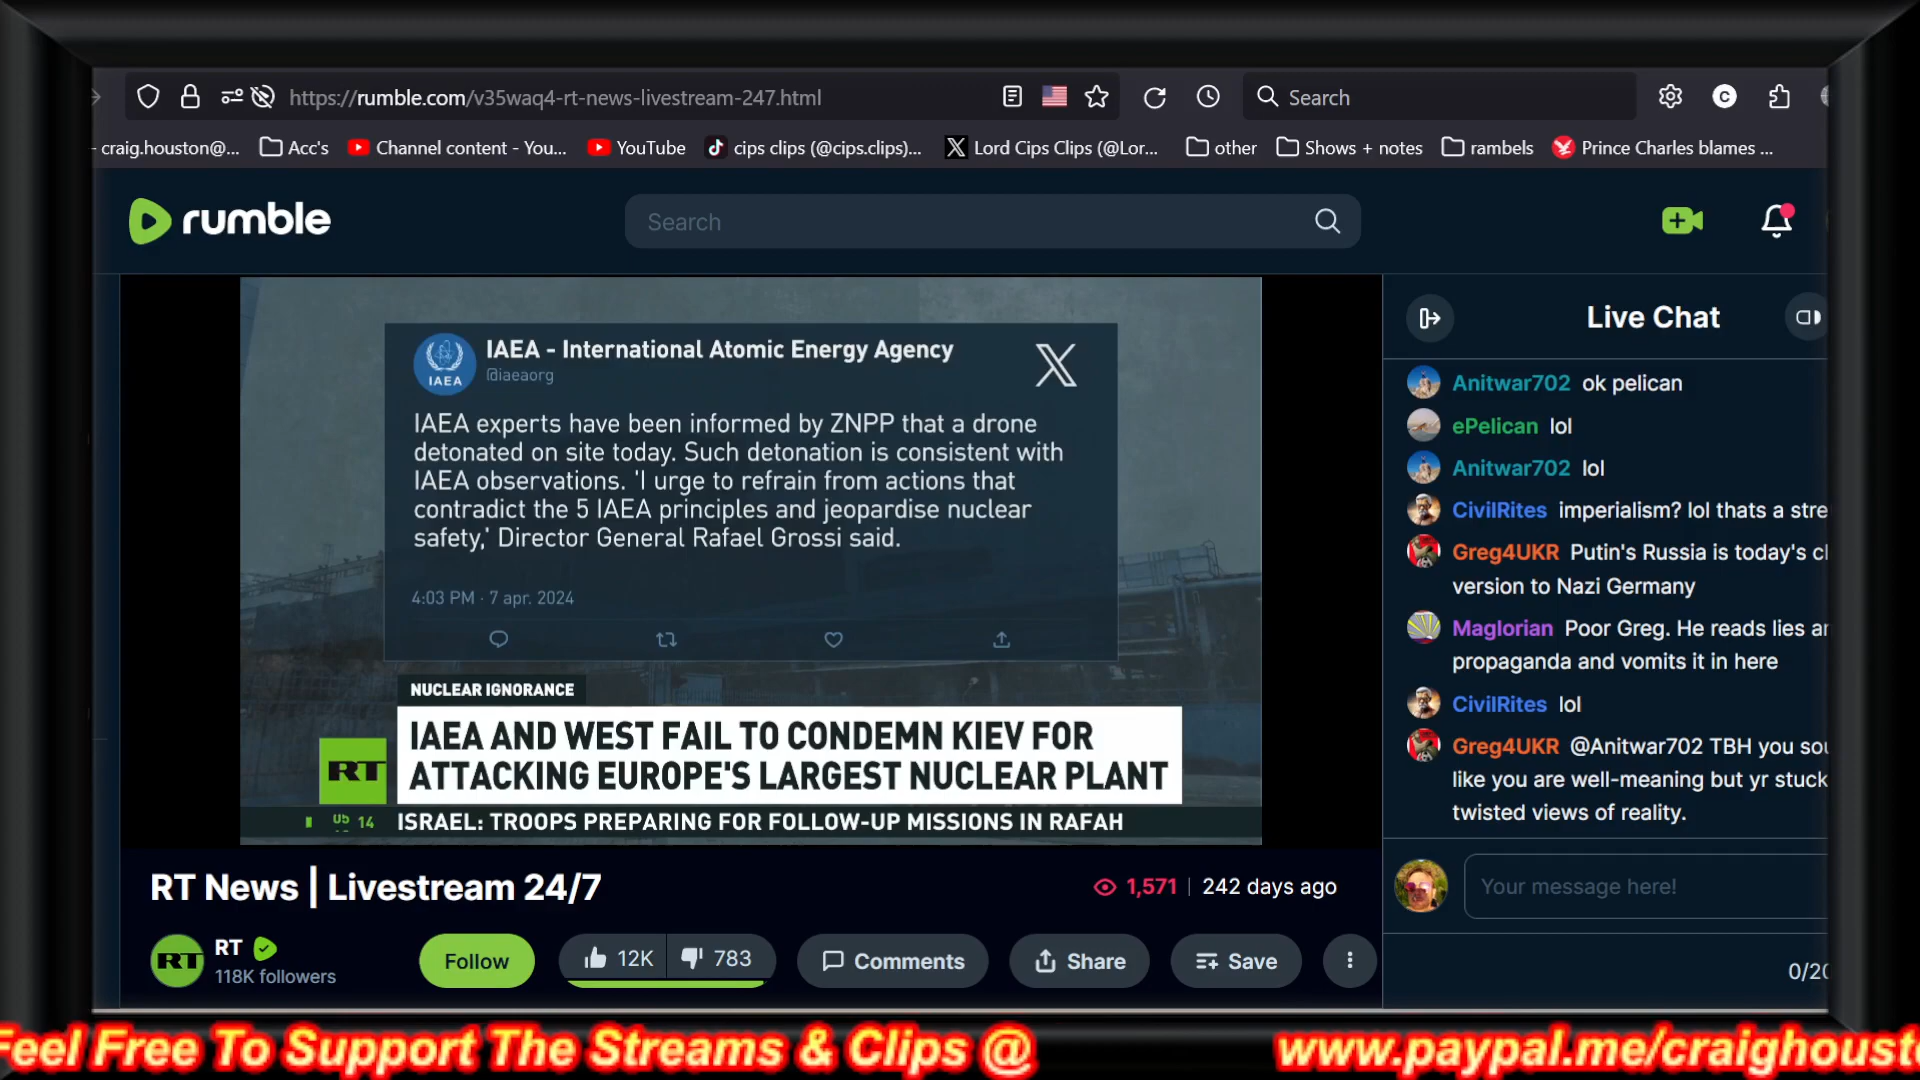 https://rumble.com/v35waq4-rt-news-livestream-247.html
Search
C
- craig.houston@...
Acc's
Channel content - You...
YouTube
cips clips (@cips.clips)...
Lord Cips Clips (@Lor...
other
Shows + notes
rambels
Prince Charles blames ...
rumble
Search
IAEA
IAEA - International Atomic Energy Agency
@iaeaorg
IAEA experts have been informed by ZNPP that a drone
detonated on site today. Such detonation is consistent with
IAEA observations. 'I urge to refrain from actions that
contradict the 5 IAEA principles and jeopardise nuclear
safety,' Director General Rafael Grossi said.
4:03 PM · 7 apr. 2024
NUCLEAR IGNORANCE
IAEA AND WEST FAIL TO CONDEMN KIEV FOR
ATTACKING EUROPE'S LARGEST NUCLEAR PLANT
RT
14
ISRAEL: TROOPS PREPARING FOR FOLLOW-UP MISSIONS IN RAFAH
Live Chat
Anitwar702 ok pelican
ePelican lol
Anitwar702 lol
CivilRites imperialism? lol thats a stre
Greg4UKR Putin's Russia is today's cl
version to Nazi Germany
Maglorian Poor Greg. He reads lies an
propaganda and vomits it in here
CivilRites lol
Greg4UKR @Anitwar702 TBH you sou
like you are well-meaning but yr stuck
twisted views of reality.
Your message here!
0/20
RT News | Livestream 24/7
1,571 | 242 days ago
RT
RT
118K followers
Follow
12K
783
Comments
Share
Save
Feel Free To Support The Streams & Clips @
www.paypal.me/craighousto